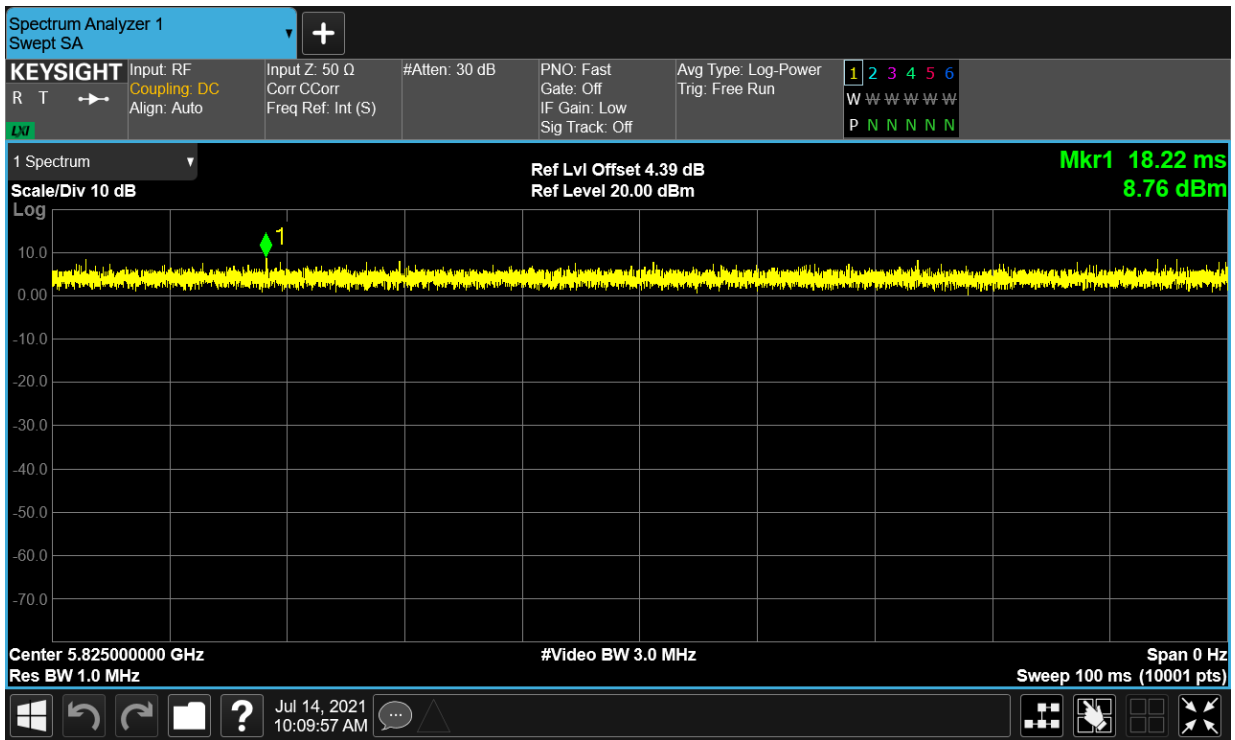 Spectrum Analyzer 1
Swept SA
KEYSIGHT
R T
LXI
Input: RF
Coupling: DC
Align: Auto
Input Z: 50 Ω
Corr CCorr
Freq Ref: Int (S)
#Atten: 30 dB
PNO: Fast
Gate: Off
IF Gain: Low
Sig Track: Off
Avg Type: Log-Power
Trig: Free Run
1 2 3 4 5 6
W W W W W W
P N N N N N
1 Spectrum
Scale/Div 10 dB
Log
Ref Lvl Offset 4.39 dB
Ref Level 20.00 dBm
Mkr1 18.22 ms
8.76 dBm
1
10.0
0.00
-10.0
-20.0
-30.0
-40.0
-50.0
-60.0
-70.0
Center 5.825000000 GHz
Res BW 1.0 MHz
#Video BW 3.0 MHz
Span 0 Hz
Sweep 100 ms (10001 pts)
?
Jul 14, 2021
10:09:57 AM